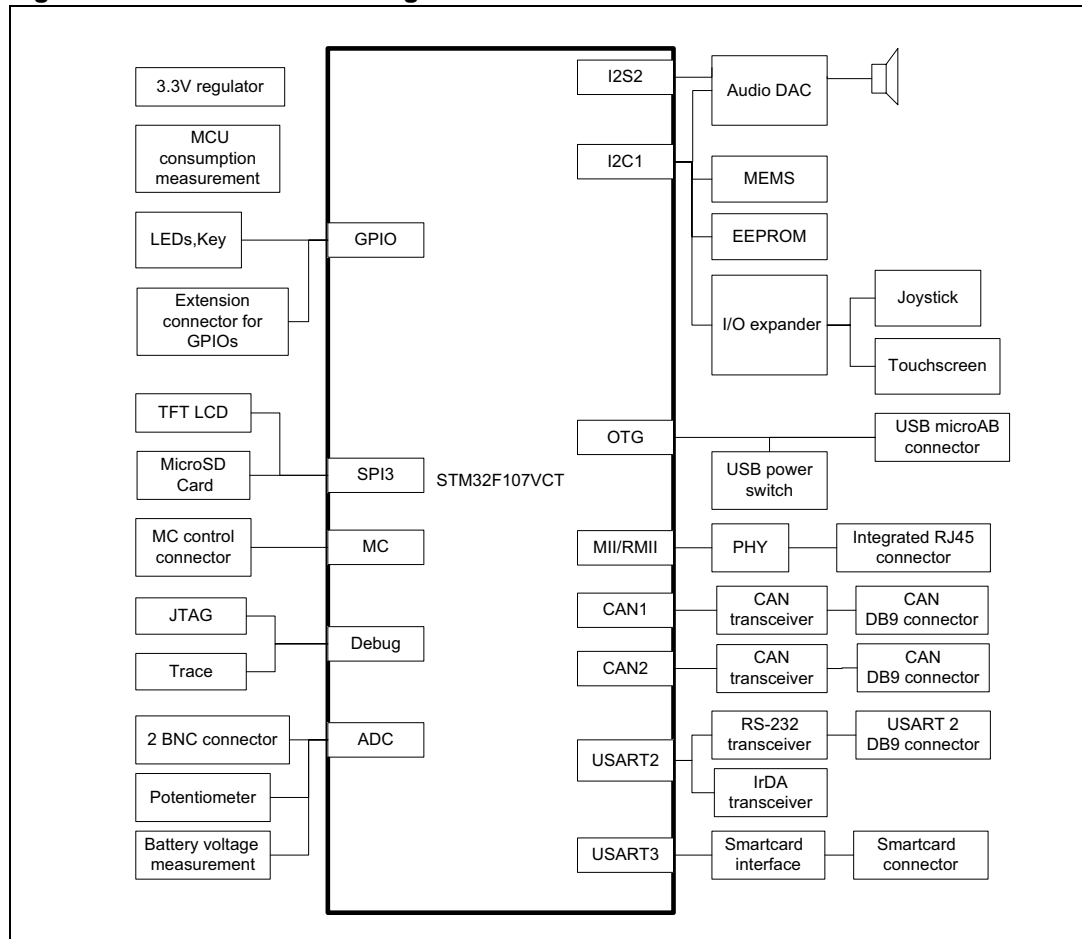 3.3V regulator
MCU
consumption
measurement
LEDs,Key
Extension
connector for
GPIOs
TFT LCD
MicroSD
Card
MC control
connector
JTAG
Trace
2 BNC connector
Potentiometer
Battery voltage
measurement
GPIO
SPI3
MC
Debug
ADC
STM32F107VCT
I2S2
I2C1
OTG
MII/RMII
CAN1
CAN2
USART2
USART3
Audio DAC
MEMS
EEPROM
I/O expander
Joystick
Touchscreen
USB power
switch
USB microAB
connector
PHY
Integrated RJ45
connector
CAN
transceiver
CAN
DB9 connector
CAN
transceiver
CAN
DB9 connector
RS-232
transceiver
USART 2
DB9 connector
IrDA
transceiver
Smartcard
interface
Smartcard
connector